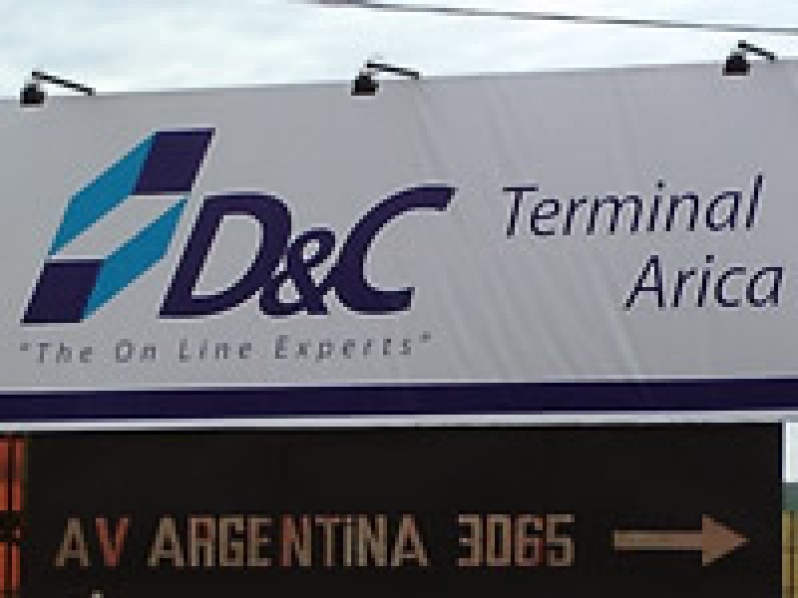 D&C
Terminal
Arica
"The On Line Experts"
AV ARGENTINA 3065